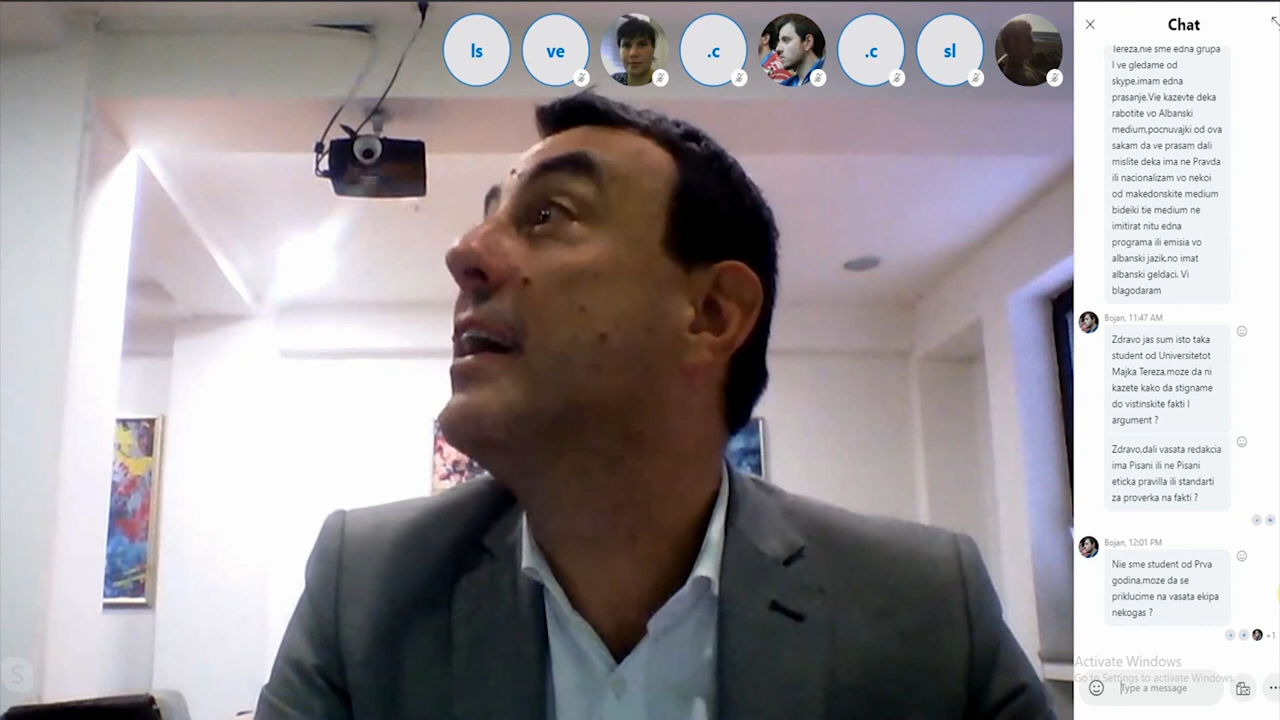 ls
ve
.c
.c
sl
Chat
Tereza.nie sme edna grupa
I ve gledame od
skype,imam edna
prasanje.Vie kazevte deka
rabotite vo Albanski
medium,pocnuvajki od ova
sakam da ve prasam dali
mislite deka ima ne Pravda
ili nacionalizam vo nekoi
od makedonskite medium
bideiki tie medium ne
imitirat nitu edna
programa ili emisia vo
albanski jazik,no imat
albanski geldaci. Vi
blagodaram
Bojan, 11:47 AM
Zdravo jas sum isto taka
student od Universitetot
Majka Tereza,moze da ni
kazete kako da stigname
do vistinskite fakti I
argument ?
Zdravo,dali vasata redakcia
ima Pisani ili ne Pisani
eticka pravilla ili standarti
za proverka na fakti ?
Bojan, 12:01 PM
Nie sme student od Prva
godina,moze da se
priklucime na vasata ekipa
nekogas ?
+1
Activate Windows
Go to Settings to activate Windows.
Type a message
S